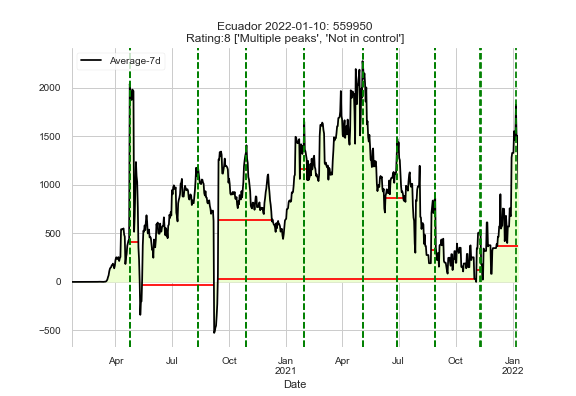 Ecuador 2022-01-10: 559950
Rating:8 ['Multiple peaks', 'Not in control']
Average-7d
2000
1500
1000
500
0
−500
Apr
Jul
Oct
Jan
2021
Apr
Jul
Oct
Jan
2022
Date